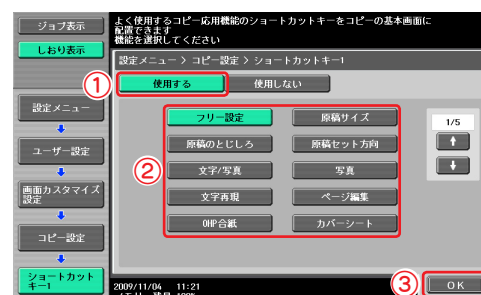 ジョブ表示
しおり表示
よく使用するコピー応用機能のショートカットキーをコピーの基本画面に
配置できます
機能を選択してください
設定メニュー > コピー設定 > ショートカットキー1
① 使用する 使用しない
設定メニュー
ユーザー設定
画面カスタマイズ
設定
コピー設定
ショートカット
キー1
②
フリー設定 原稿サイズ
原稿のとじしろ 原稿セット方向
文字/写真 写真
文字再現 ページ編集
OHP合紙 カバーシート
1/5
↑
↓
2009/11/04 11:21
メモリー残量 100%
③ OK